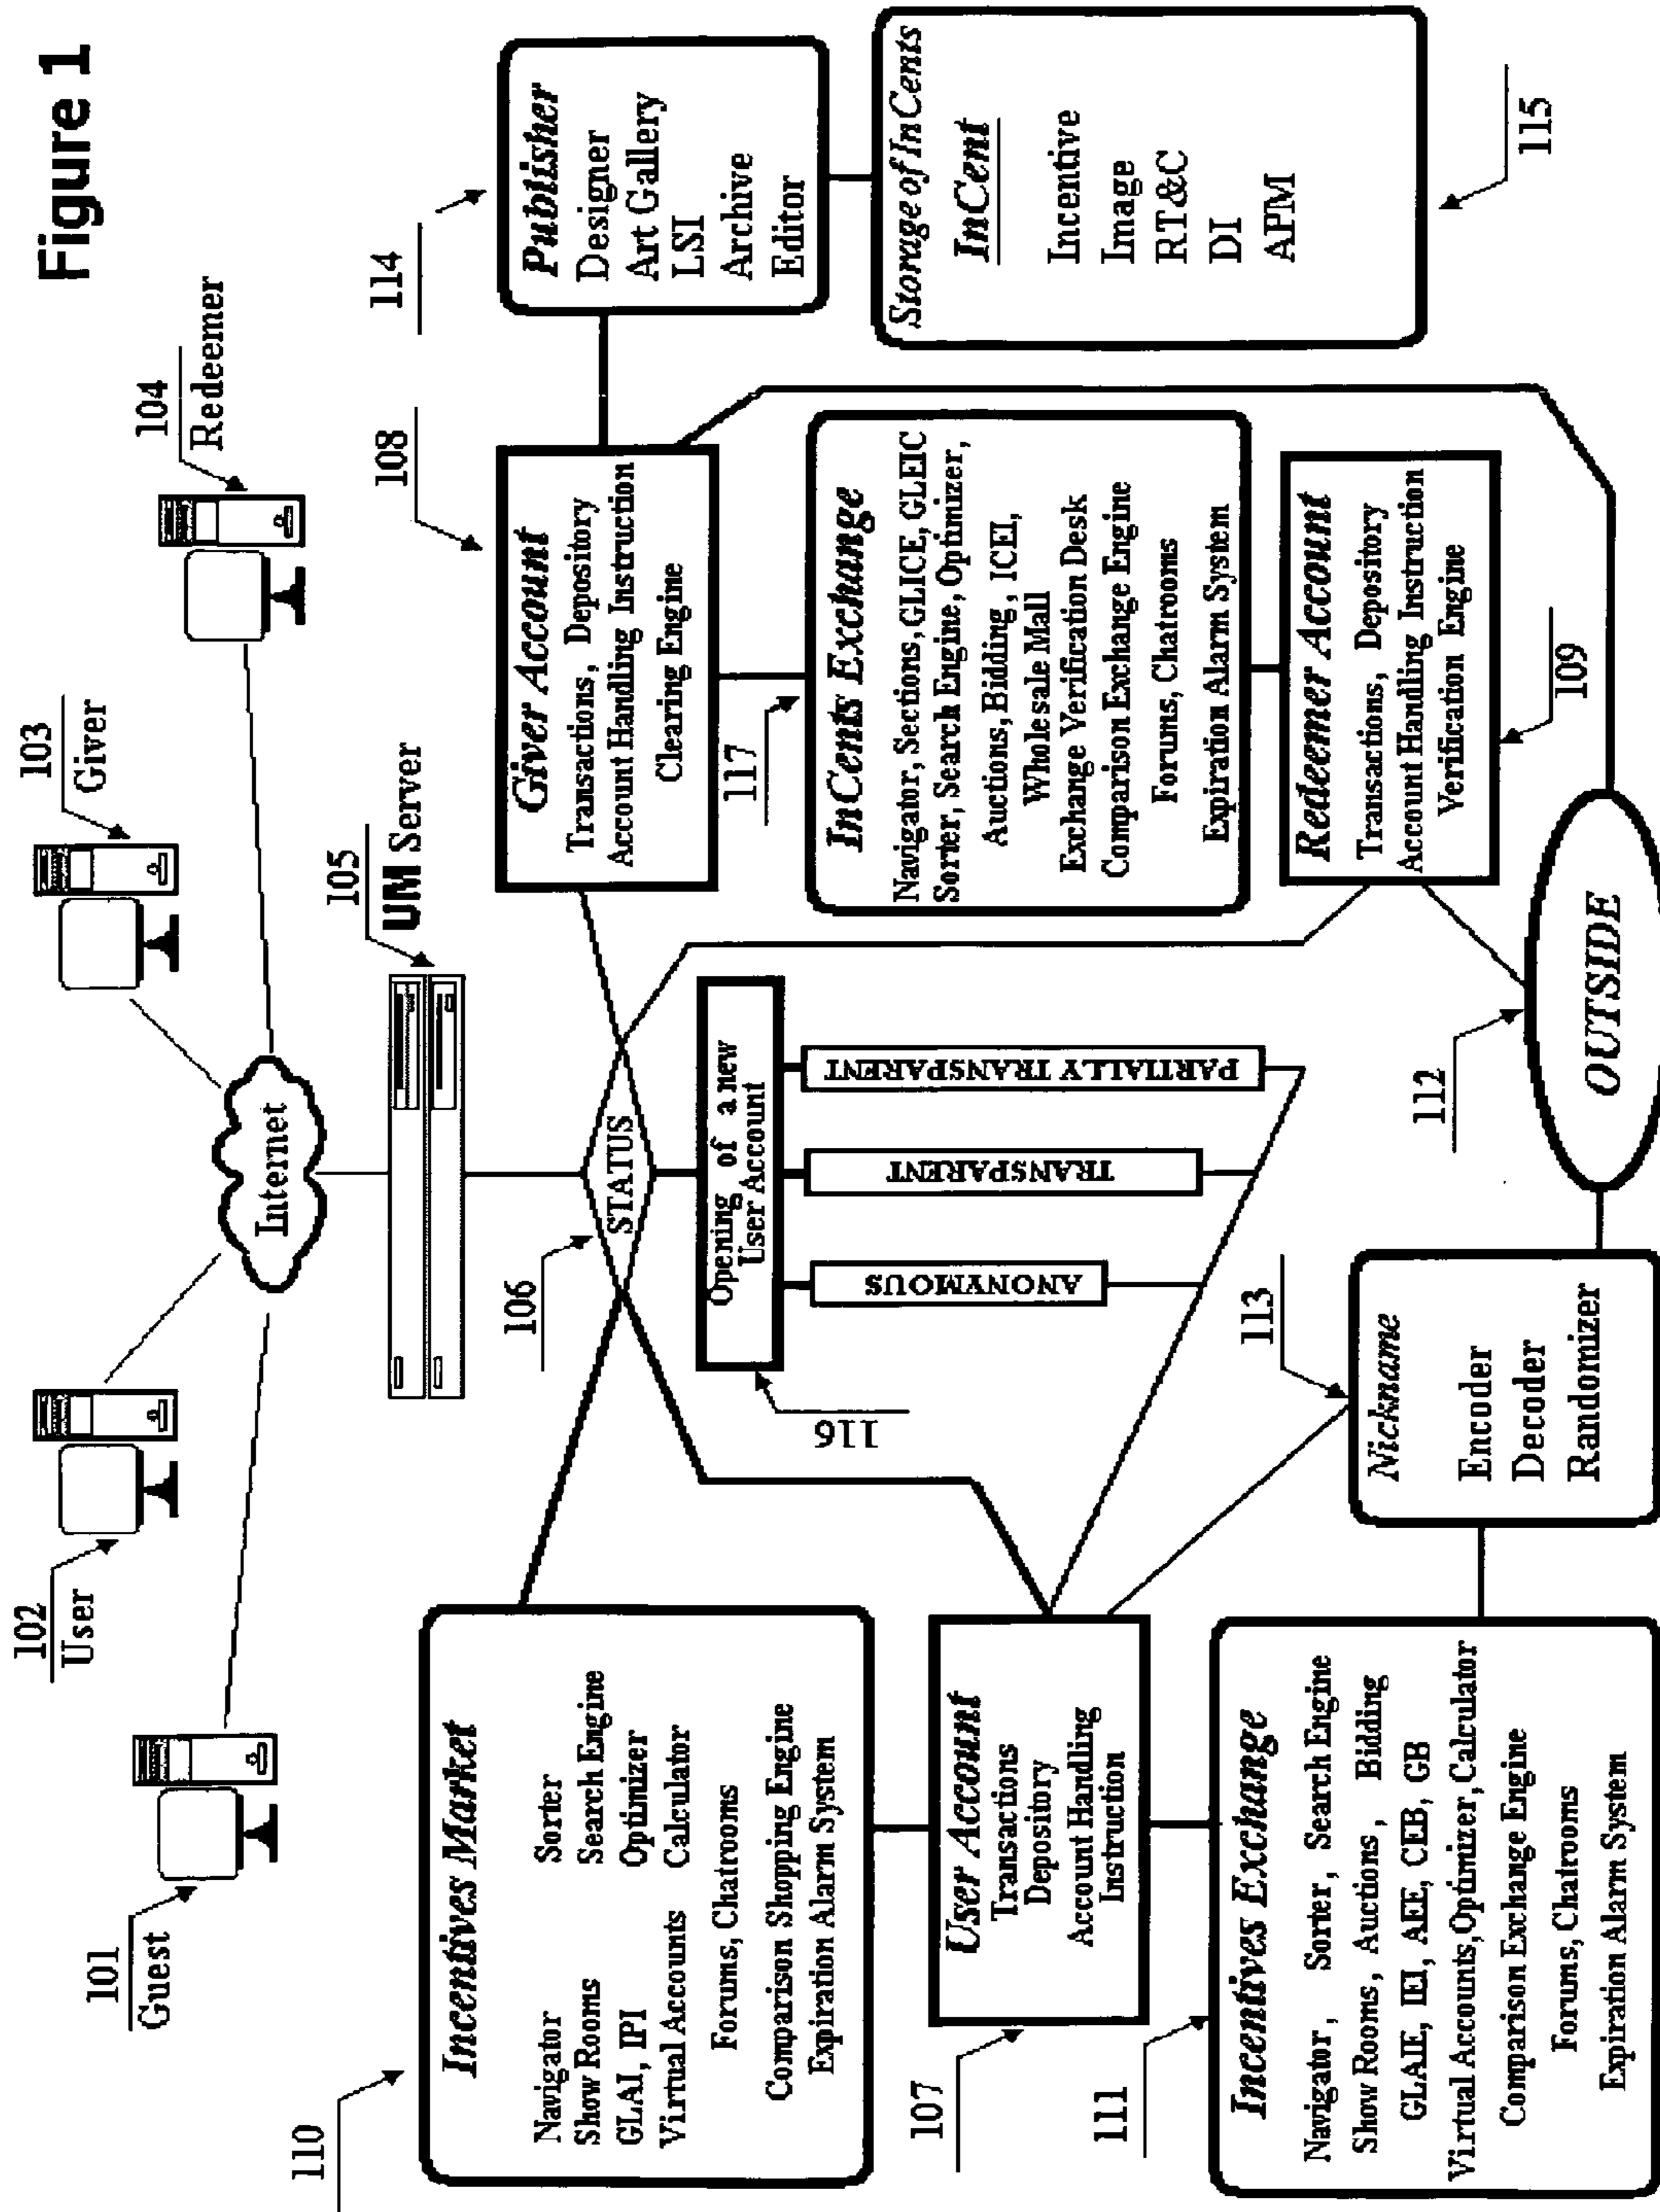 Figure 1
101
Guest
102
User
103
Giver
104
Redeemer
Internet
105
UM Server
106
STATUS
110
Incentives Market
Navigator Sorter
Show Rooms Search Engine
GLAI, IPI Optimizer
Virtual Accounts Calculator
Forums, Chatrooms
Comparison Shopping Engine
Expiration Alarm System
116
Opening of a new
User Account
ANONYMOUS
TRANSPARENT
PARTIALLY TRANSPARENT
108
Giver Account
Transactions, Depository
Account Handling Instruction
Clearing Engine
114
Publisher
Designer
Art Gallery
LSI
Archive
Editor
107
User Account
Transactions
Depository
Account Handling
Instruction
117
InCents Exchange
Navigator, Sections, GLICE, GLEIC
Sorter, Search Engine, Optimizer,
Auctions, Bidding , ICEI,
Wholesale Mall
Exchange Verification Desk
Comparison Exchange Engine
Forums, Chatrooms
Expiration Alarm System
Storage of InCents
InCent
Incentive
Image
RT&C
DI
APM
115
111
Incentives Exchange
Navigator , Sorter, Search Engine
Show Rooms, Auctions , Bidding
GLAIE, IEI, AEE, CEB, GB
Virtual Accounts, Optimizer, Calculator
Comparison Exchange Engine
Forums, Chatrooms
Expiration Alarm System
113
Nickname
Encoder
Decoder
Randomizer
Redeemer Account
Transactions, Depository
Account Handling Instruction
Verification Engine
109
112
OUTSIDE